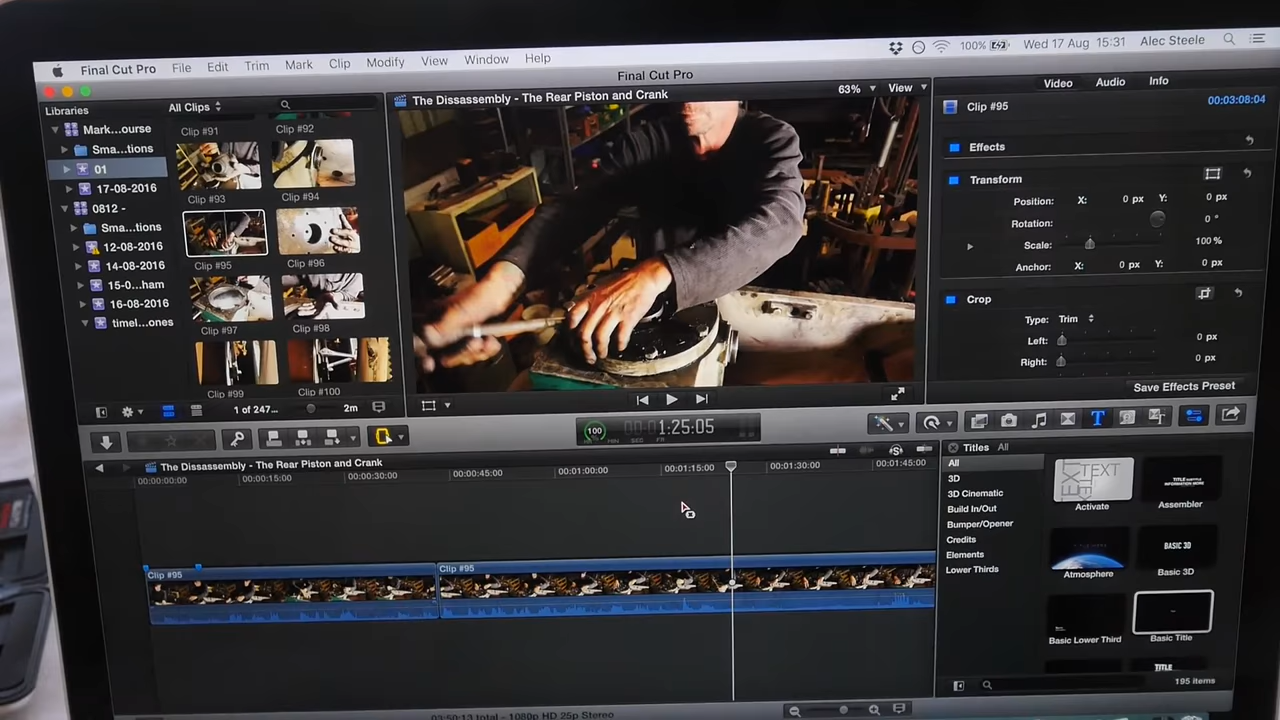 Final Cut Pro File Edit Trim Mark Clip Modify View Window Help 100% Wed 17 Aug 15:31 Alec Steele
Final Cut Pro
Libraries
All Clips
The Dissassembly - The Rear Piston and Crank
63%
View
Video Audio Info
Mark...ourse
Sma...tions
01
17-08-2016
0812 -
Sma...tions
12-08-2016
14-08-2016
15-0...ham
16-08-2016
timel...ones
Clip #91
Clip #92
Clip #93
Clip #94
Clip #95
Clip #96
Clip #97
Clip #98
Clip #99
Clip #100
1 of 247...
2m
Clip #95
00:03:08:04
Effects
Transform
Position: X: 0 px Y: 0 px
Rotation: 0 °
Scale: 100 %
Anchor: X: 0 px Y: 0 px
Crop
Type: Trim
Left: 0 px
Right: 0 px
Save Effects Preset
100
1:25:05
The Dissassembly - The Rear Piston and Crank
00:00:00:00
00:00:15:00
00:00:30:00
00:00:45:00
00:01:00:00
00:01:15:00
00:01:30:00
00:01:45:00
Clip #95
Clip #95
Titles All
All
3D
3D Cinematic
Build In/Out
Bumper/Opener
Credits
Elements
Lower Thirds
TEXT
Activate
Assembler
Atmosphere
BASIC 3D
Basic 3D
Basic Lower Third
Basic Title
TITLE
195 items
03:50:13 total - 1080p HD 25p Stereo